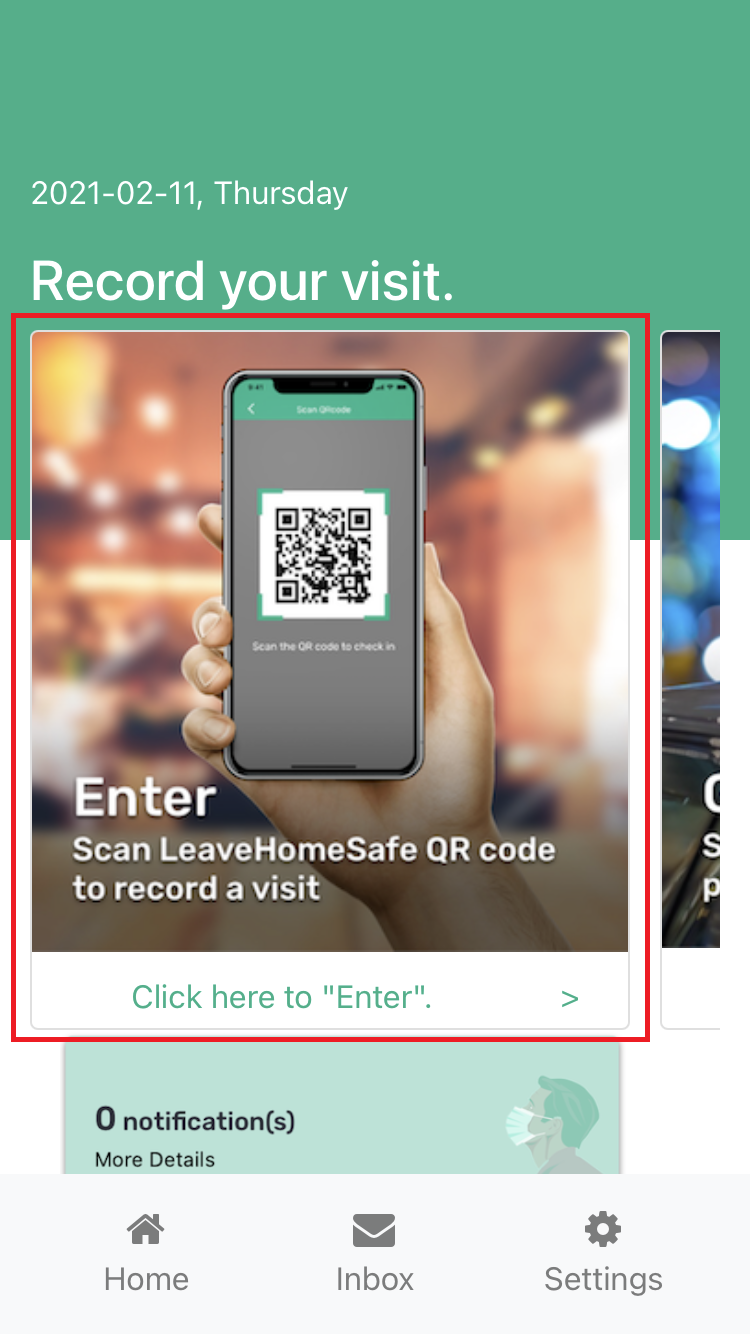 2021-02-11, Thursday
Record your visit.
9:41
Scan QRcode
Scan the QR code to check in
Enter
Scan LeaveHomeSafe QR code
to record a visit
Click here to "Enter". >
0 notification(s)
More Details
Home Inbox Settings